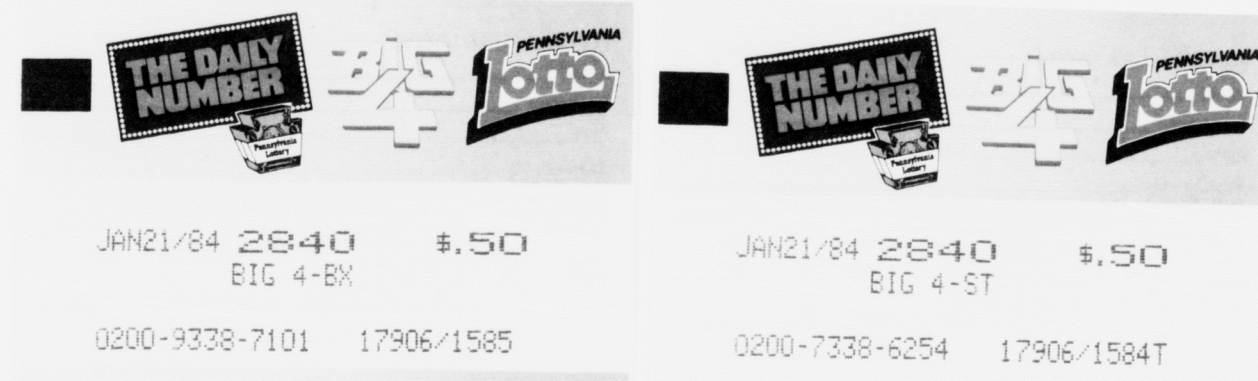 THE DAILY
NUMBER
Pennsylvania
Lottery
BIG
4
PENNSYLVANIA
lotto
JAN21/84 2840 $.50
BIG 4-BX
0200-9338-7101 17906/1585
THE DAILY
NUMBER
Pennsylvania
Lottery
BIG
4
PENNSYLVANIA
lotto
JAN21/84 2840 $.50
BIG 4-ST
0200-7338-6254 17906/1584T